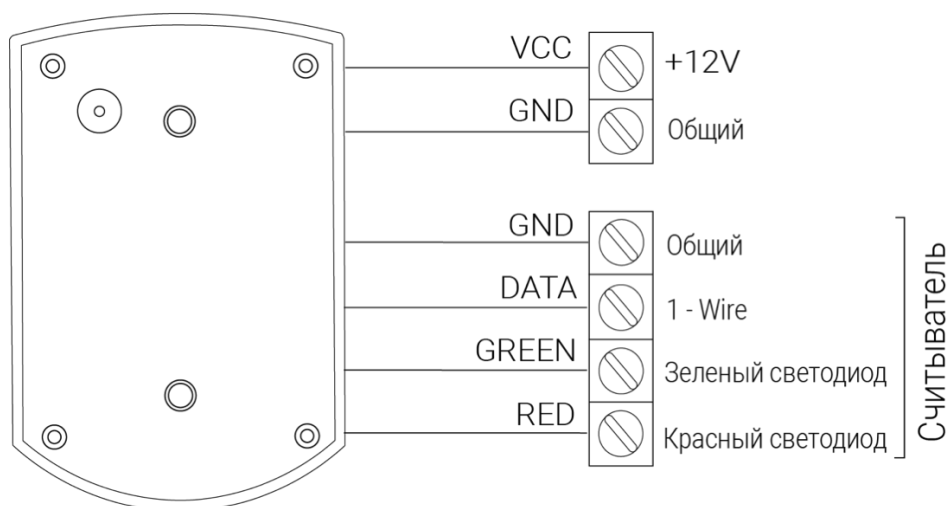 VCC +12V
GND Общий
GND Общий
DATA 1 - Wire
GREEN Зеленый светодиод
RED Красный светодиод
Считыватель